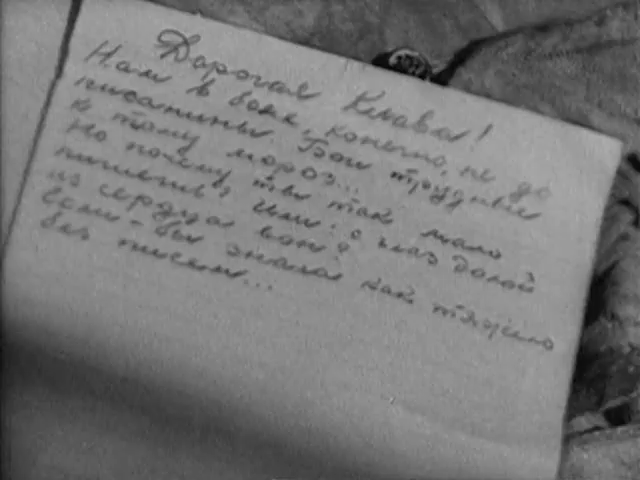 Дорогая Клава!
Нам в бою, конечно, не до
писанины. Бои трудные
к тому мороз...
Но почему ты так мало
пишешь? Или: с глаз долой
из сердца вон?
Если-бы знала как тяжело
без писем...